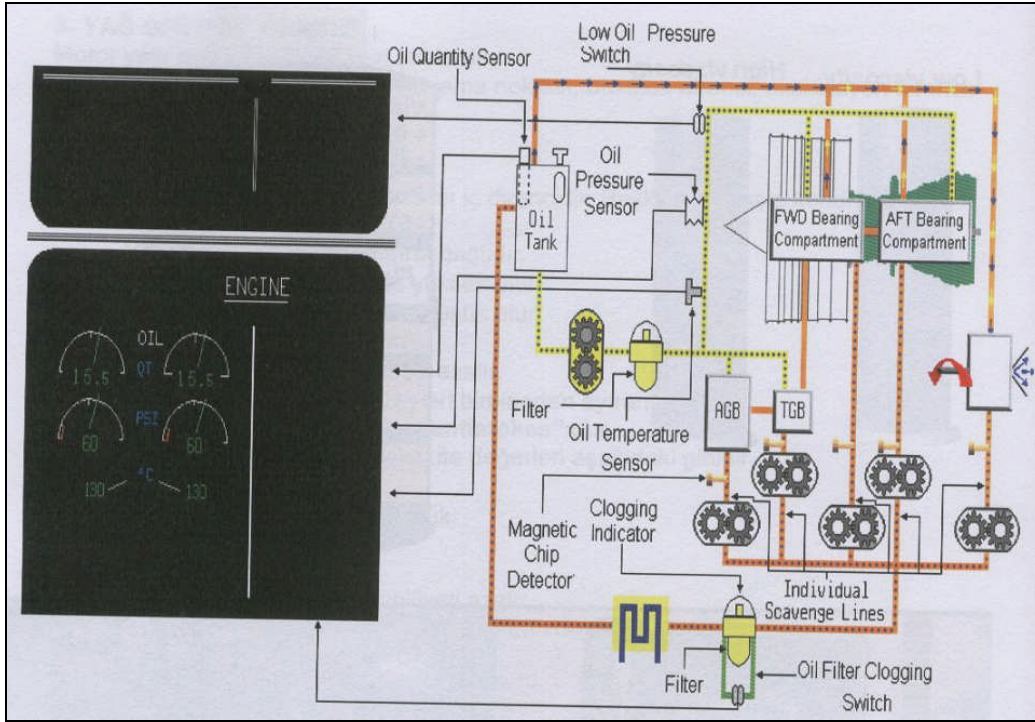 Low Oil Pressure
Switch
Oil Quantity Sensor
Oil
Pressure
Sensor
Oil
Tank
FWD Bearing
Compartment
AFT Bearing
Compartment
ENGINE
OIL
15.5
QT
15.5
PSI
60
60
°C
130
130
Filter
AGB
TGB
Oil Temperature
Sensor
Clogging
Indicator
Magnetic
Chip
Detector
Individual
Scavenge Lines
Filter
Oil Filter Clogging
Switch